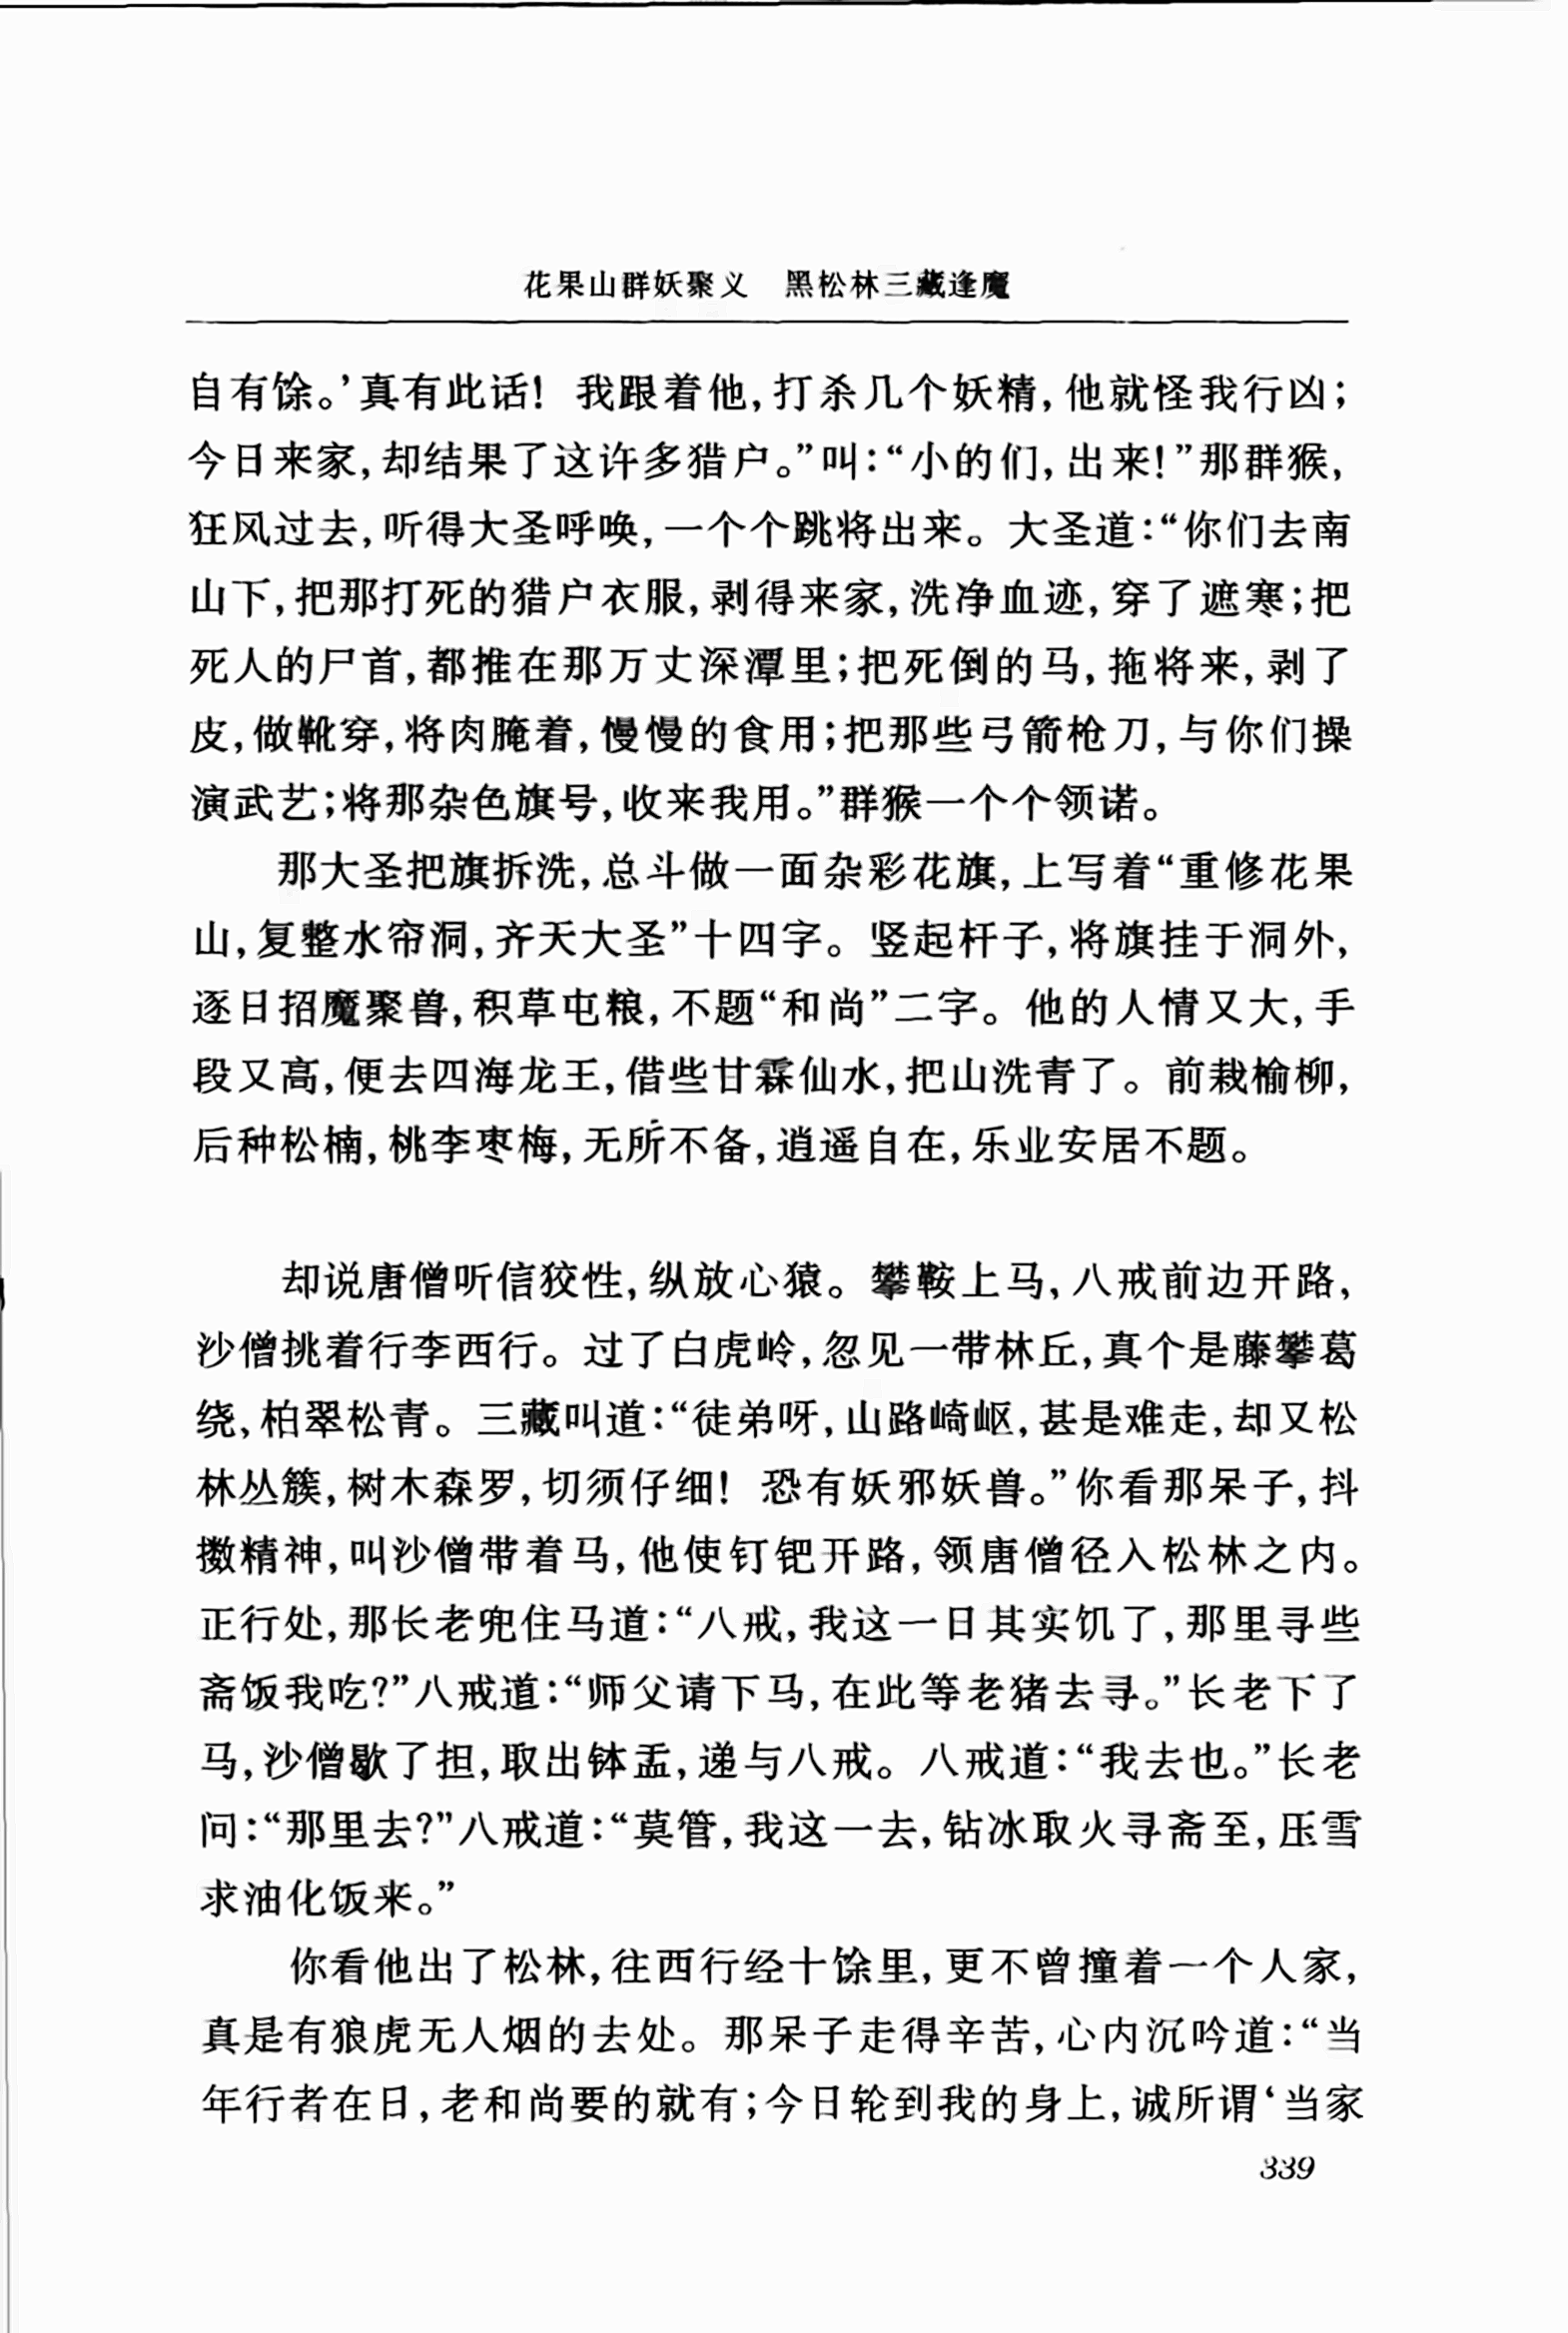 花果山群妖聚义　黑松林三藏逢魔
自有馀。’真有此话！我跟着他，打杀几个妖精，他就怪我行凶；
今日来家，却结果了这许多猎户。”叫：“小的们，出来！”那群猴，
狂风过去，听得大圣呼唤，一个个跳将出来。大圣道：“你们去南
山下，把那打死的猎户衣服，剥得来家，洗净血迹，穿了遮寒；把
死人的尸首，都推在那万丈深潭里；把死倒的马，拖将来，剥了
皮，做靴穿，将肉腌着，慢慢的食用；把那些弓箭枪刀，与你们操
演武艺；将那杂色旗号，收来我用。”群猴一个个领诺。
那大圣把旗拆洗，总斗做一面杂彩花旗，上写着“重修花果
山，复整水帘洞，齐天大圣”十四字。竖起杆子，将旗挂于洞外，
逐日招魔聚兽，积草屯粮，不题“和尚”二字。他的人情又大，手
段又高，便去四海龙王，借些甘霖仙水，把山洗青了。前栽榆柳，
后种松楠，桃李枣梅，无所不备，逍遥自在，乐业安居不题。
却说唐僧听信狡性，纵放心猿。攀鞍上马，八戒前边开路，
沙僧挑着行李西行。过了白虎岭，忽见一带林丘，真个是藤攀葛
绕，柏翠松青。三藏叫道：“徒弟呀，山路崎岖，甚是难走，却又松
林丛簇，树木森罗，切须仔细！恐有妖邪妖兽。”你看那呆子，抖
擞精神，叫沙僧带着马，他使钉钯开路，领唐僧径入松林之内。
正行处，那长老兜住马道：“八戒，我这一日其实饥了，那里寻些
斋饭我吃？”八戒道：“师父请下马，在此等老猪去寻。”长老下了
马，沙僧歇了担，取出钵盂，递与八戒。八戒道：“我去也。”长老
问：“那里去？”八戒道：“莫管，我这一去，钻冰取火寻斋至，压雪
求油化饭来。”
你看他出了松林，往西行经十馀里，更不曾撞着一个人家，
真是有狼虎无人烟的去处。那呆子走得辛苦，心内沉吟道：“当
年行者在日，老和尚要的就有；今日轮到我的身上，诚所谓‘当家
339